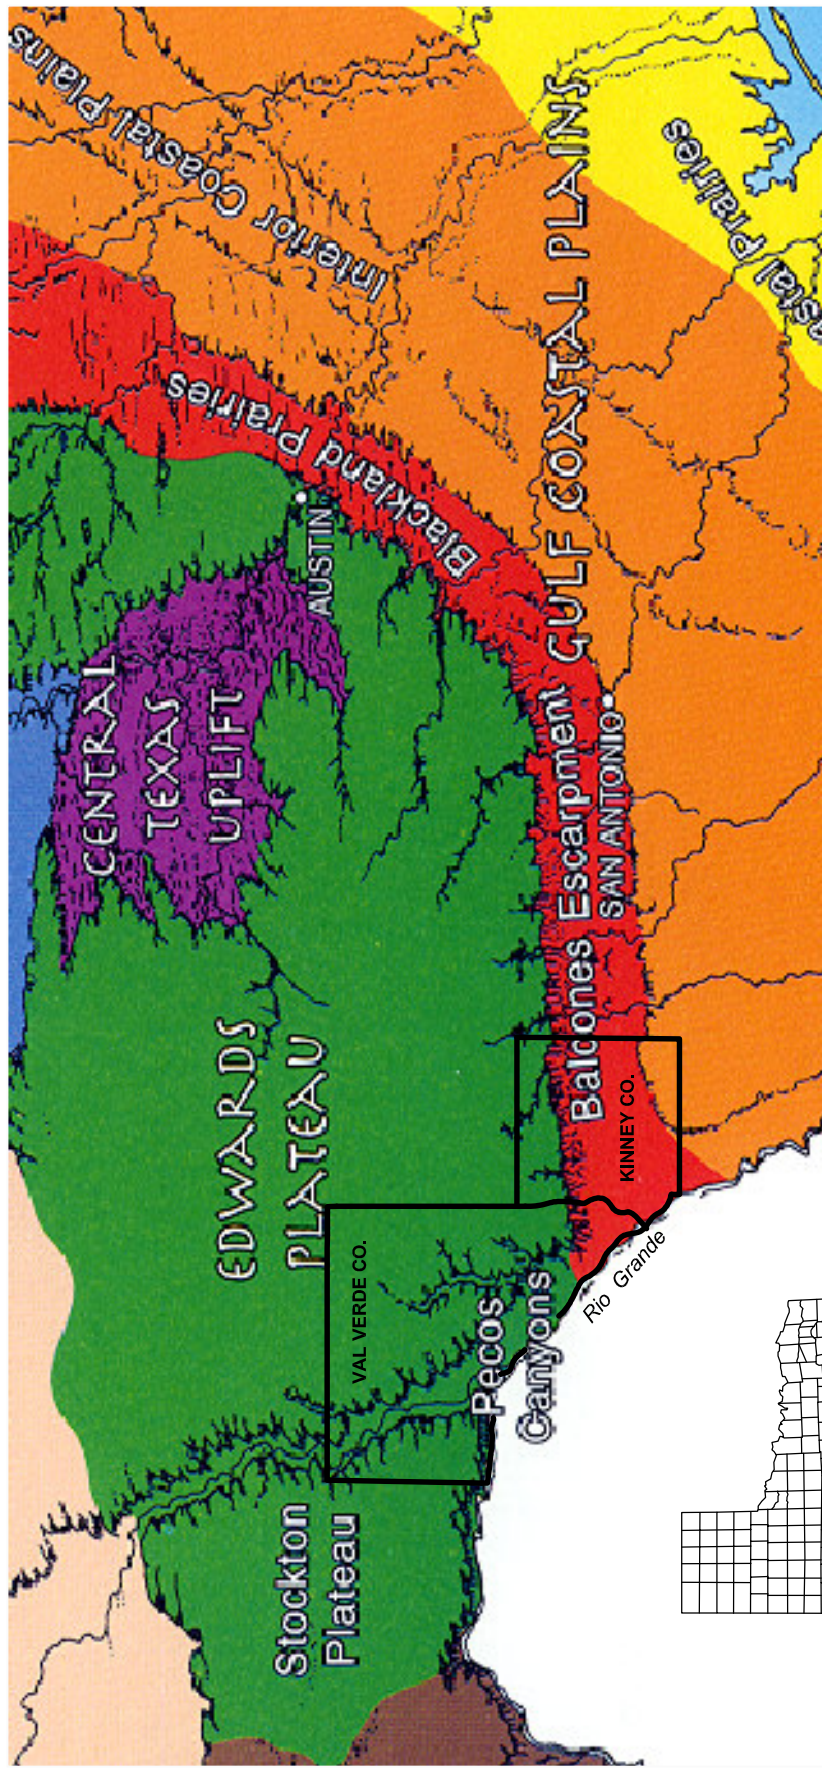 Interior Coastal Plains
Blackland Prairies
AUSTIN
CENTRAL
TEXAS
UPLIFT
GULF COASTAL PLAINS
Prairies
Balcones Escarpment
SAN ANTONIO
EDWARDS
PLATEAU
KINNEY CO.
VAL VERDE CO.
Rio Grande
Pecos
Canyons
Stockton
Plateau